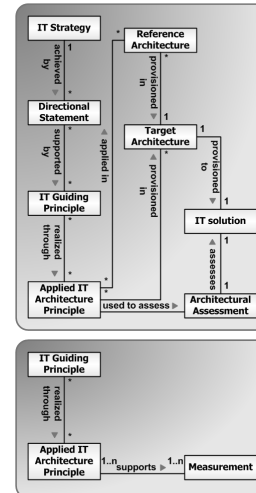 IT Strategy
1
achieved
by
*
Directional
Statement
*
supported
by
*
IT Guiding
Principle
*
realized
through
*
Applied IT
Architecture
Principle
*
applied in
*
Reference
Architecture
*
provisioned
in
*
Target
Architecture
1
provisioned
to
1
*
provisioned
in
*
IT solution
1
assesses
1
used to assess
*
Architectural
Assessment
IT Guiding
Principle
*
realized
through
*
Applied IT
Architecture
Principle
1..n
supports
1..n
Measurement